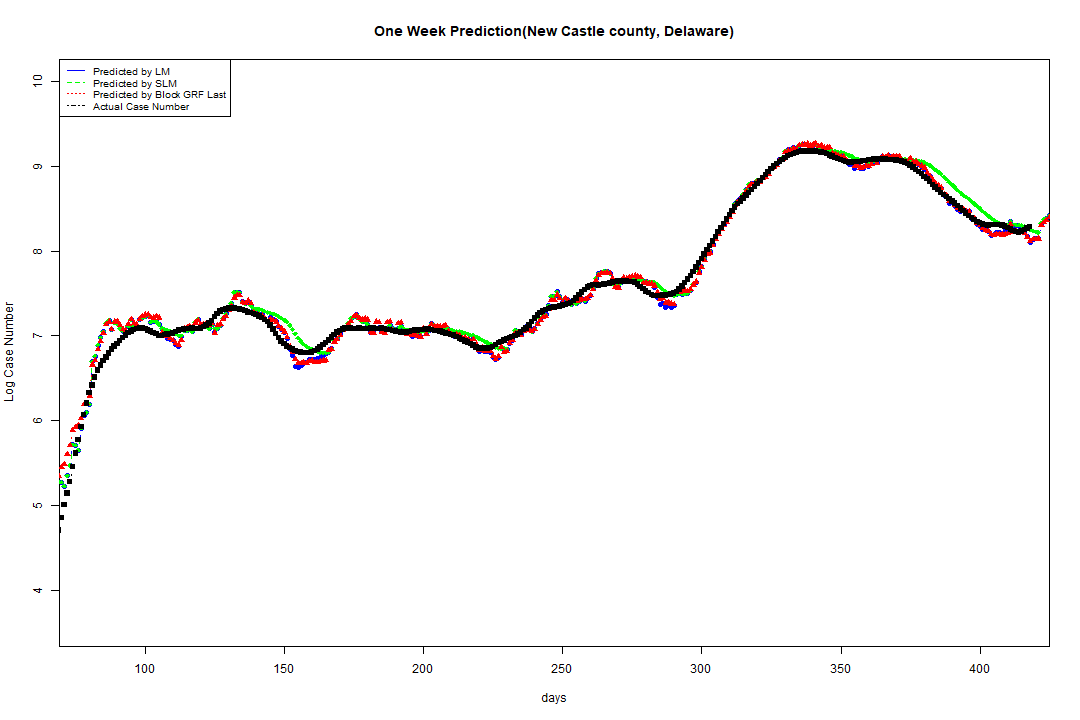 One Week Prediction(New Castle county, Delaware)
Predicted by LM
Predicted by SLM
Predicted by Block GRF Last
Actual Case Number
10
9
8
7
6
5
4
Log Case Number
100 150 200 250 300 350 400
days